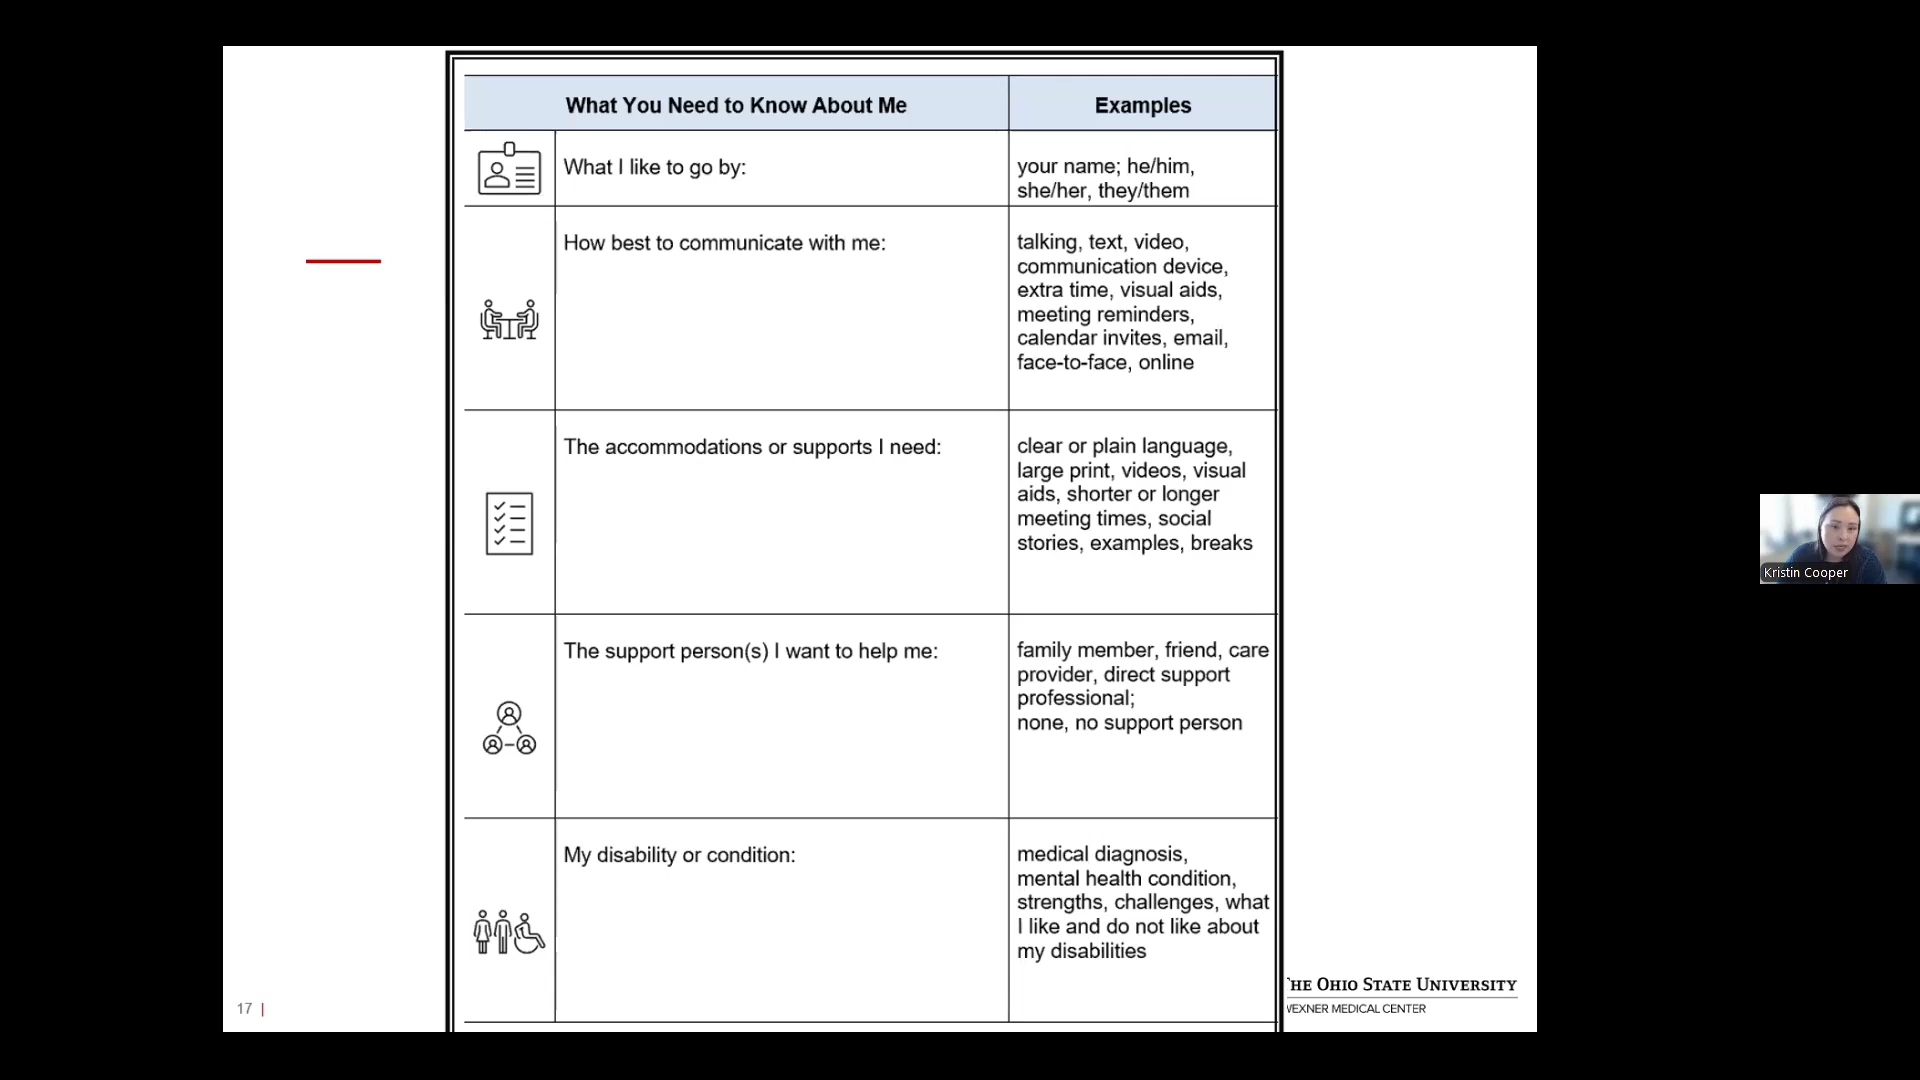 What You Need to Know About Me
Examples
What I like to go by:
your name; he/him,
she/her, they/them
How best to communicate with me:
talking, text, video,
communication device,
extra time, visual aids,
meeting reminders,
calendar invites, email,
face-to-face, online
The accommodations or supports I need:
clear or plain language,
large print, videos, visual
aids, shorter or longer
meeting times, social
stories, examples, breaks
The support person(s) I want to help me:
family member, friend, care
provider, direct support
professional;
none, no support person
My disability or condition:
medical diagnosis,
mental health condition,
strengths, challenges, what
I like and do not like about
my disabilities
17 |
HE OHIO STATE UNIVERSITY
WEXNER MEDICAL CENTER
Kristin Cooper